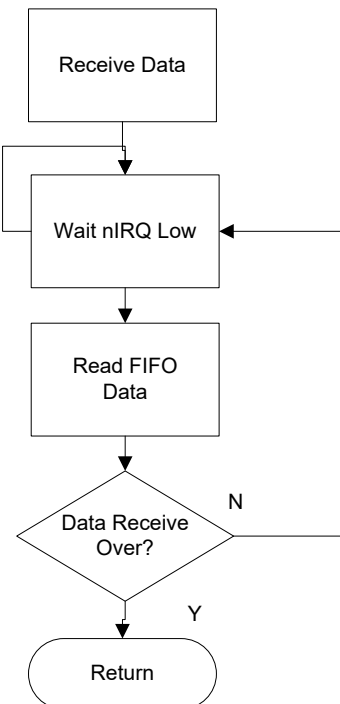 Receive Data
Wait nIRQ Low
Read FIFO
Data
Data Receive
Over?
N
Y
Return